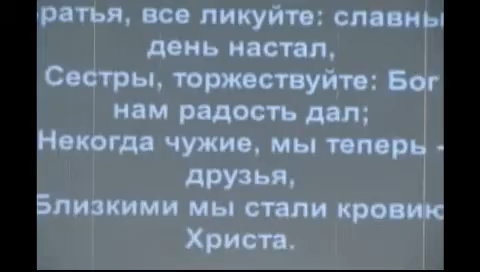 ратья, все ликуйте: славны
день настал,
Сестры, торжествуйте: Бог
нам радость дал;
Некогда чужие, мы теперь -
друзья,
Близкими мы стали кровию
Христа.